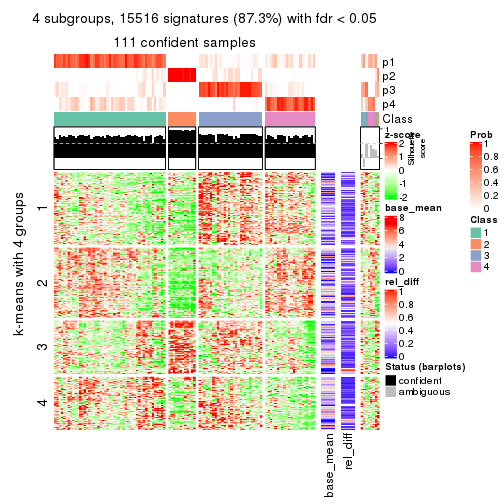 4 subgroups, 15516 signatures (87.3%) with fdr < 0.05
111 confident samples
p1
p2
p3
p4
Class
1
Silhouette
score
k-means with 4 groups
1
2
3
4
base_mean
rel_diff
z-score
2
1
0
-1
-2
base_mean
8
6
4
2
0
rel_diff
1
0.8
0.6
0.4
0.2
0
Status (barplots)
confident
ambiguous
Prob
1
0.8
0.6
0.4
0.2
0
Class
1
2
3
4